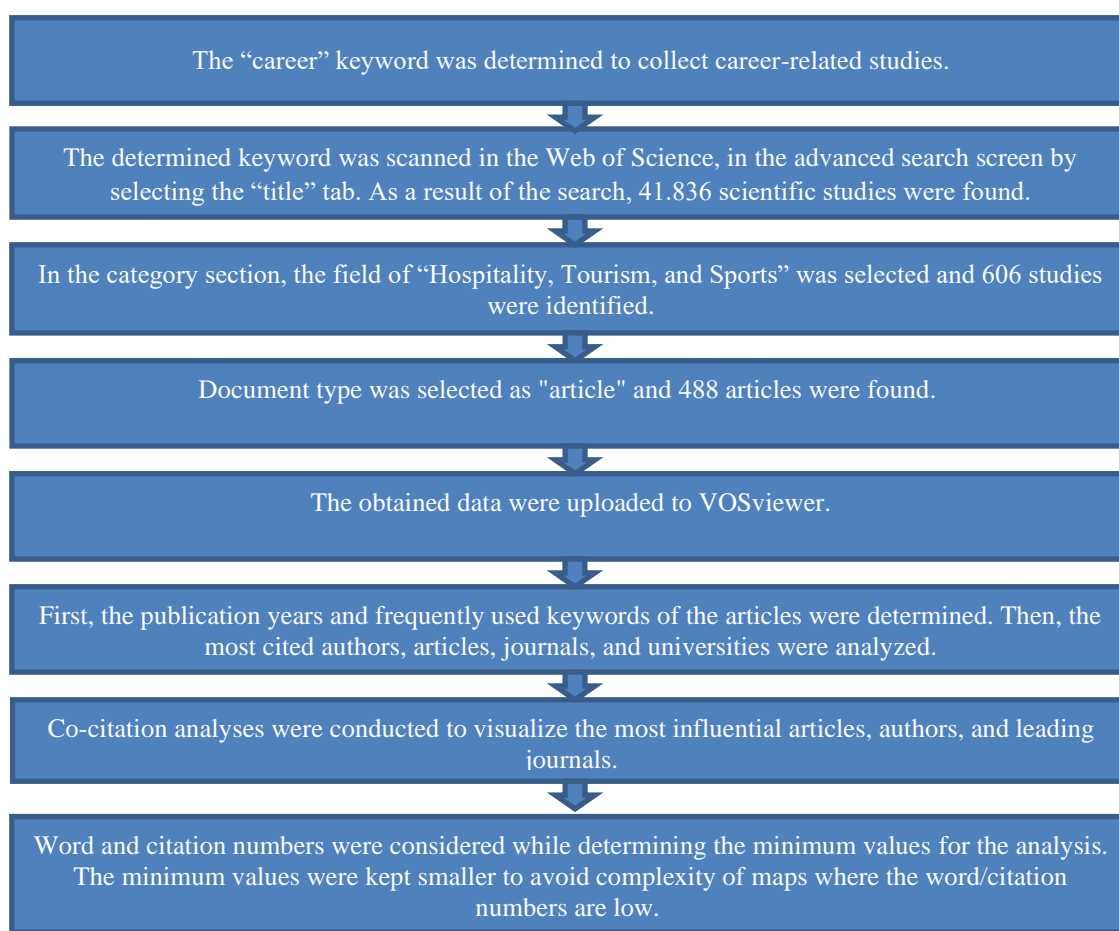 The “career” keyword was determined to collect career-related studies.
The determined keyword was scanned in the Web of Science, in the advanced search screen by
selecting the “title” tab. As a result of the search, 41.836 scientific studies were found.
In the category section, the field of “Hospitality, Tourism, and Sports” was selected and 606 studies
were identified.
Document type was selected as "article" and 488 articles were found.
The obtained data were uploaded to VOSviewer.
First, the publication years and frequently used keywords of the articles were determined. Then, the
most cited authors, articles, journals, and universities were analyzed.
Co-citation analyses were conducted to visualize the most influential articles, authors, and leading
journals.
Word and citation numbers were considered while determining the minimum values for the analysis.
The minimum values were kept smaller to avoid complexity of maps where the word/citation
numbers are low.